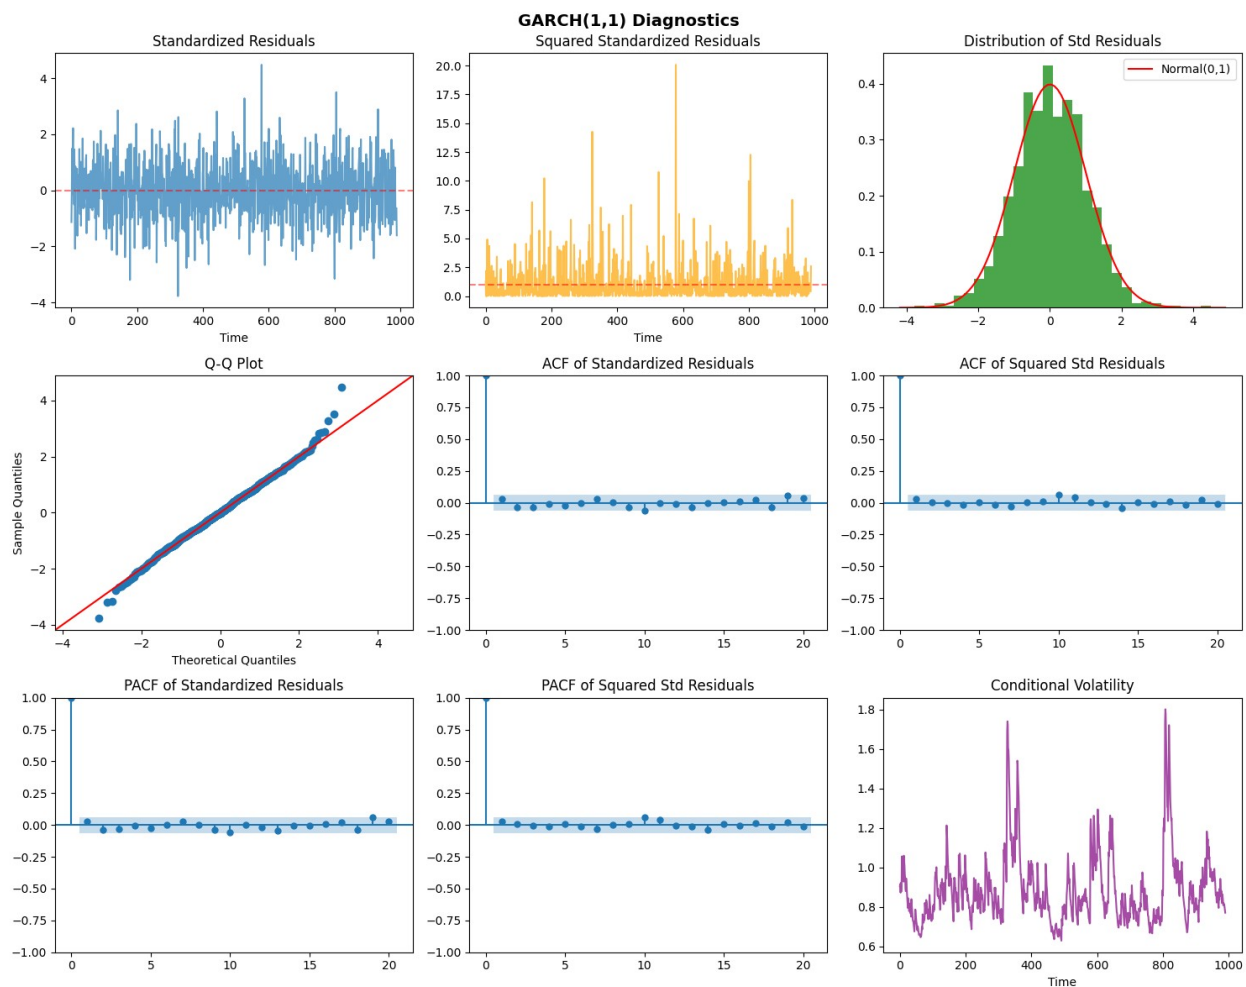 GARCH(1,1) Diagnostics
Standardized Residuals
4
2
0
−2
−4
0 200 400 600 800 1000
Time
Squared Standardized Residuals
20.0
17.5
15.0
12.5
10.0
7.5
5.0
2.5
0.0
0 200 400 600 800 1000
Time
Distribution of Std Residuals
Normal(0,1)
0.4
0.3
0.2
0.1
0.0
−4 −2 0 2 4
Q-Q Plot
Sample Quantiles
4
2
0
−2
−4
−4 −2 0 2 4
Theoretical Quantiles
ACF of Standardized Residuals
1.00
0.75
0.50
0.25
0.00
−0.25
−0.50
−0.75
−1.00
0 5 10 15 20
ACF of Squared Std Residuals
1.00
0.75
0.50
0.25
0.00
−0.25
−0.50
−0.75
−1.00
0 5 10 15 20
PACF of Standardized Residuals
1.00
0.75
0.50
0.25
0.00
−0.25
−0.50
−0.75
−1.00
0 5 10 15 20
PACF of Squared Std Residuals
1.00
0.75
0.50
0.25
0.00
−0.25
−0.50
−0.75
−1.00
0 5 10 15 20
Conditional Volatility
1.8
1.6
1.4
1.2
1.0
0.8
0.6
0 200 400 600 800 1000
Time